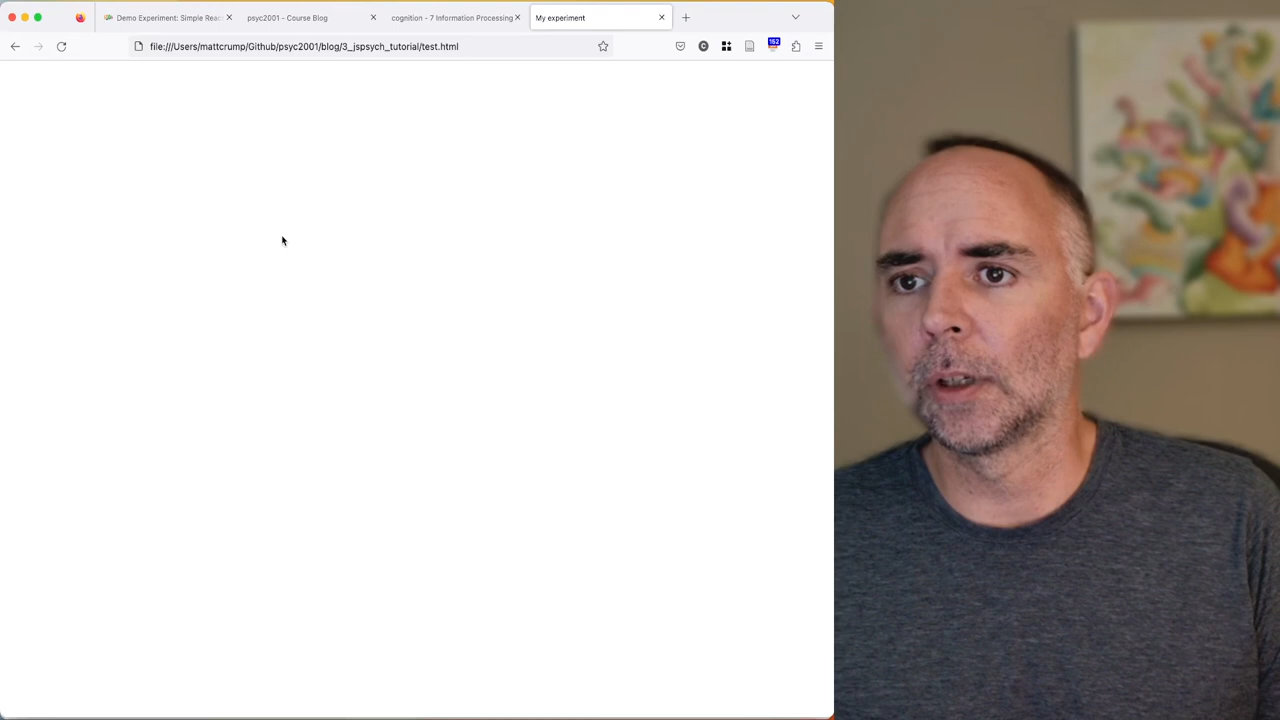 Demo Experiment: Simple Reac
psyc2001 - Course Blog
cognition - 7 Information Processing
My experiment
file:///Users/mattcrump/Github/psyc2001/blog/3_jspsych_tutorial/test.html
C
152